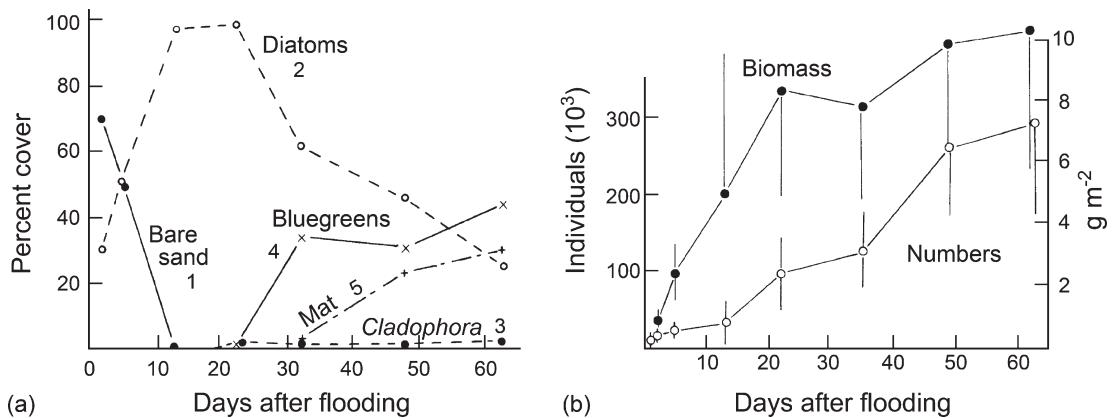 100
80
60
40
20
Percent cover
Diatoms
2
Bare
sand
1
Bluegreens
4
Mat 5
Cladophora 3
0 10 20 30 40 50 60
(a)
Days after flooding
300
200
100
Individuals (10³)
Biomass
Numbers
10
8
6
4
2
g m⁻²
10 20 30 40 50 60
(b)
Days after flooding